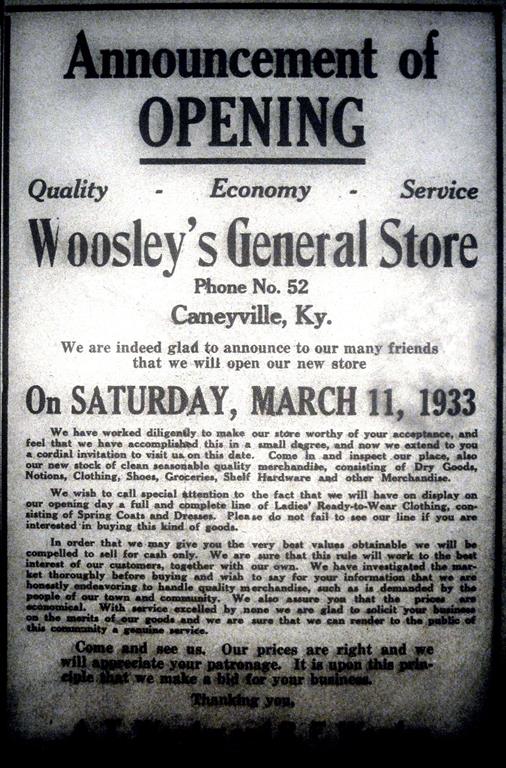 Announcement of
OPENING
Quality - Economy - Service
Woosley's General Store
Phone No. 52
Caneyville, Ky.
We are indeed glad to announce to our many friends
that we will open our new store
On SATURDAY, MARCH 11, 1933
We have worked diligently to make our store worthy of your acceptance, and
feel that we have accomplished this in a small degree, and now we extend to you
a cordial invitation to visit us on this date. Come in and inspect our place, also
our new stock of clean seasonable quality merchandise, consisting of Dry Goods,
Notions, Clothing, Shoes, Groceries, Shelf Hardware and other Merchandise.
We wish to call special attention to the fact that we will have on display on
our opening day a full and complete line of Ladies' Ready-to-Wear Clothing, con-
sisting of Spring Coats and Dresses. Please do not fail to see our line if you are
interested in buying this kind of goods.
In order that we may give you the very best values obtainable we will be
compelled to sell for cash only. We are sure that this rule will work to the best
interest of our customers, together with our own. We have investigated the mar-
ket thoroughly before buying and wish to say for your information that we are
honestly endeavoring to handle quality merchandise, such as is demanded by the
people of our town and community. We also assure you that the prices are
economical. With service excelled by none we are glad to solicit your business
on the merits of our goods and we are sure that we can render to the public of
this community a genuine service.
Come and see us. Our prices are right and we
will appreciate your patronage. It is upon this prin-
ciple that we make a bid for your business.
Thanking you,